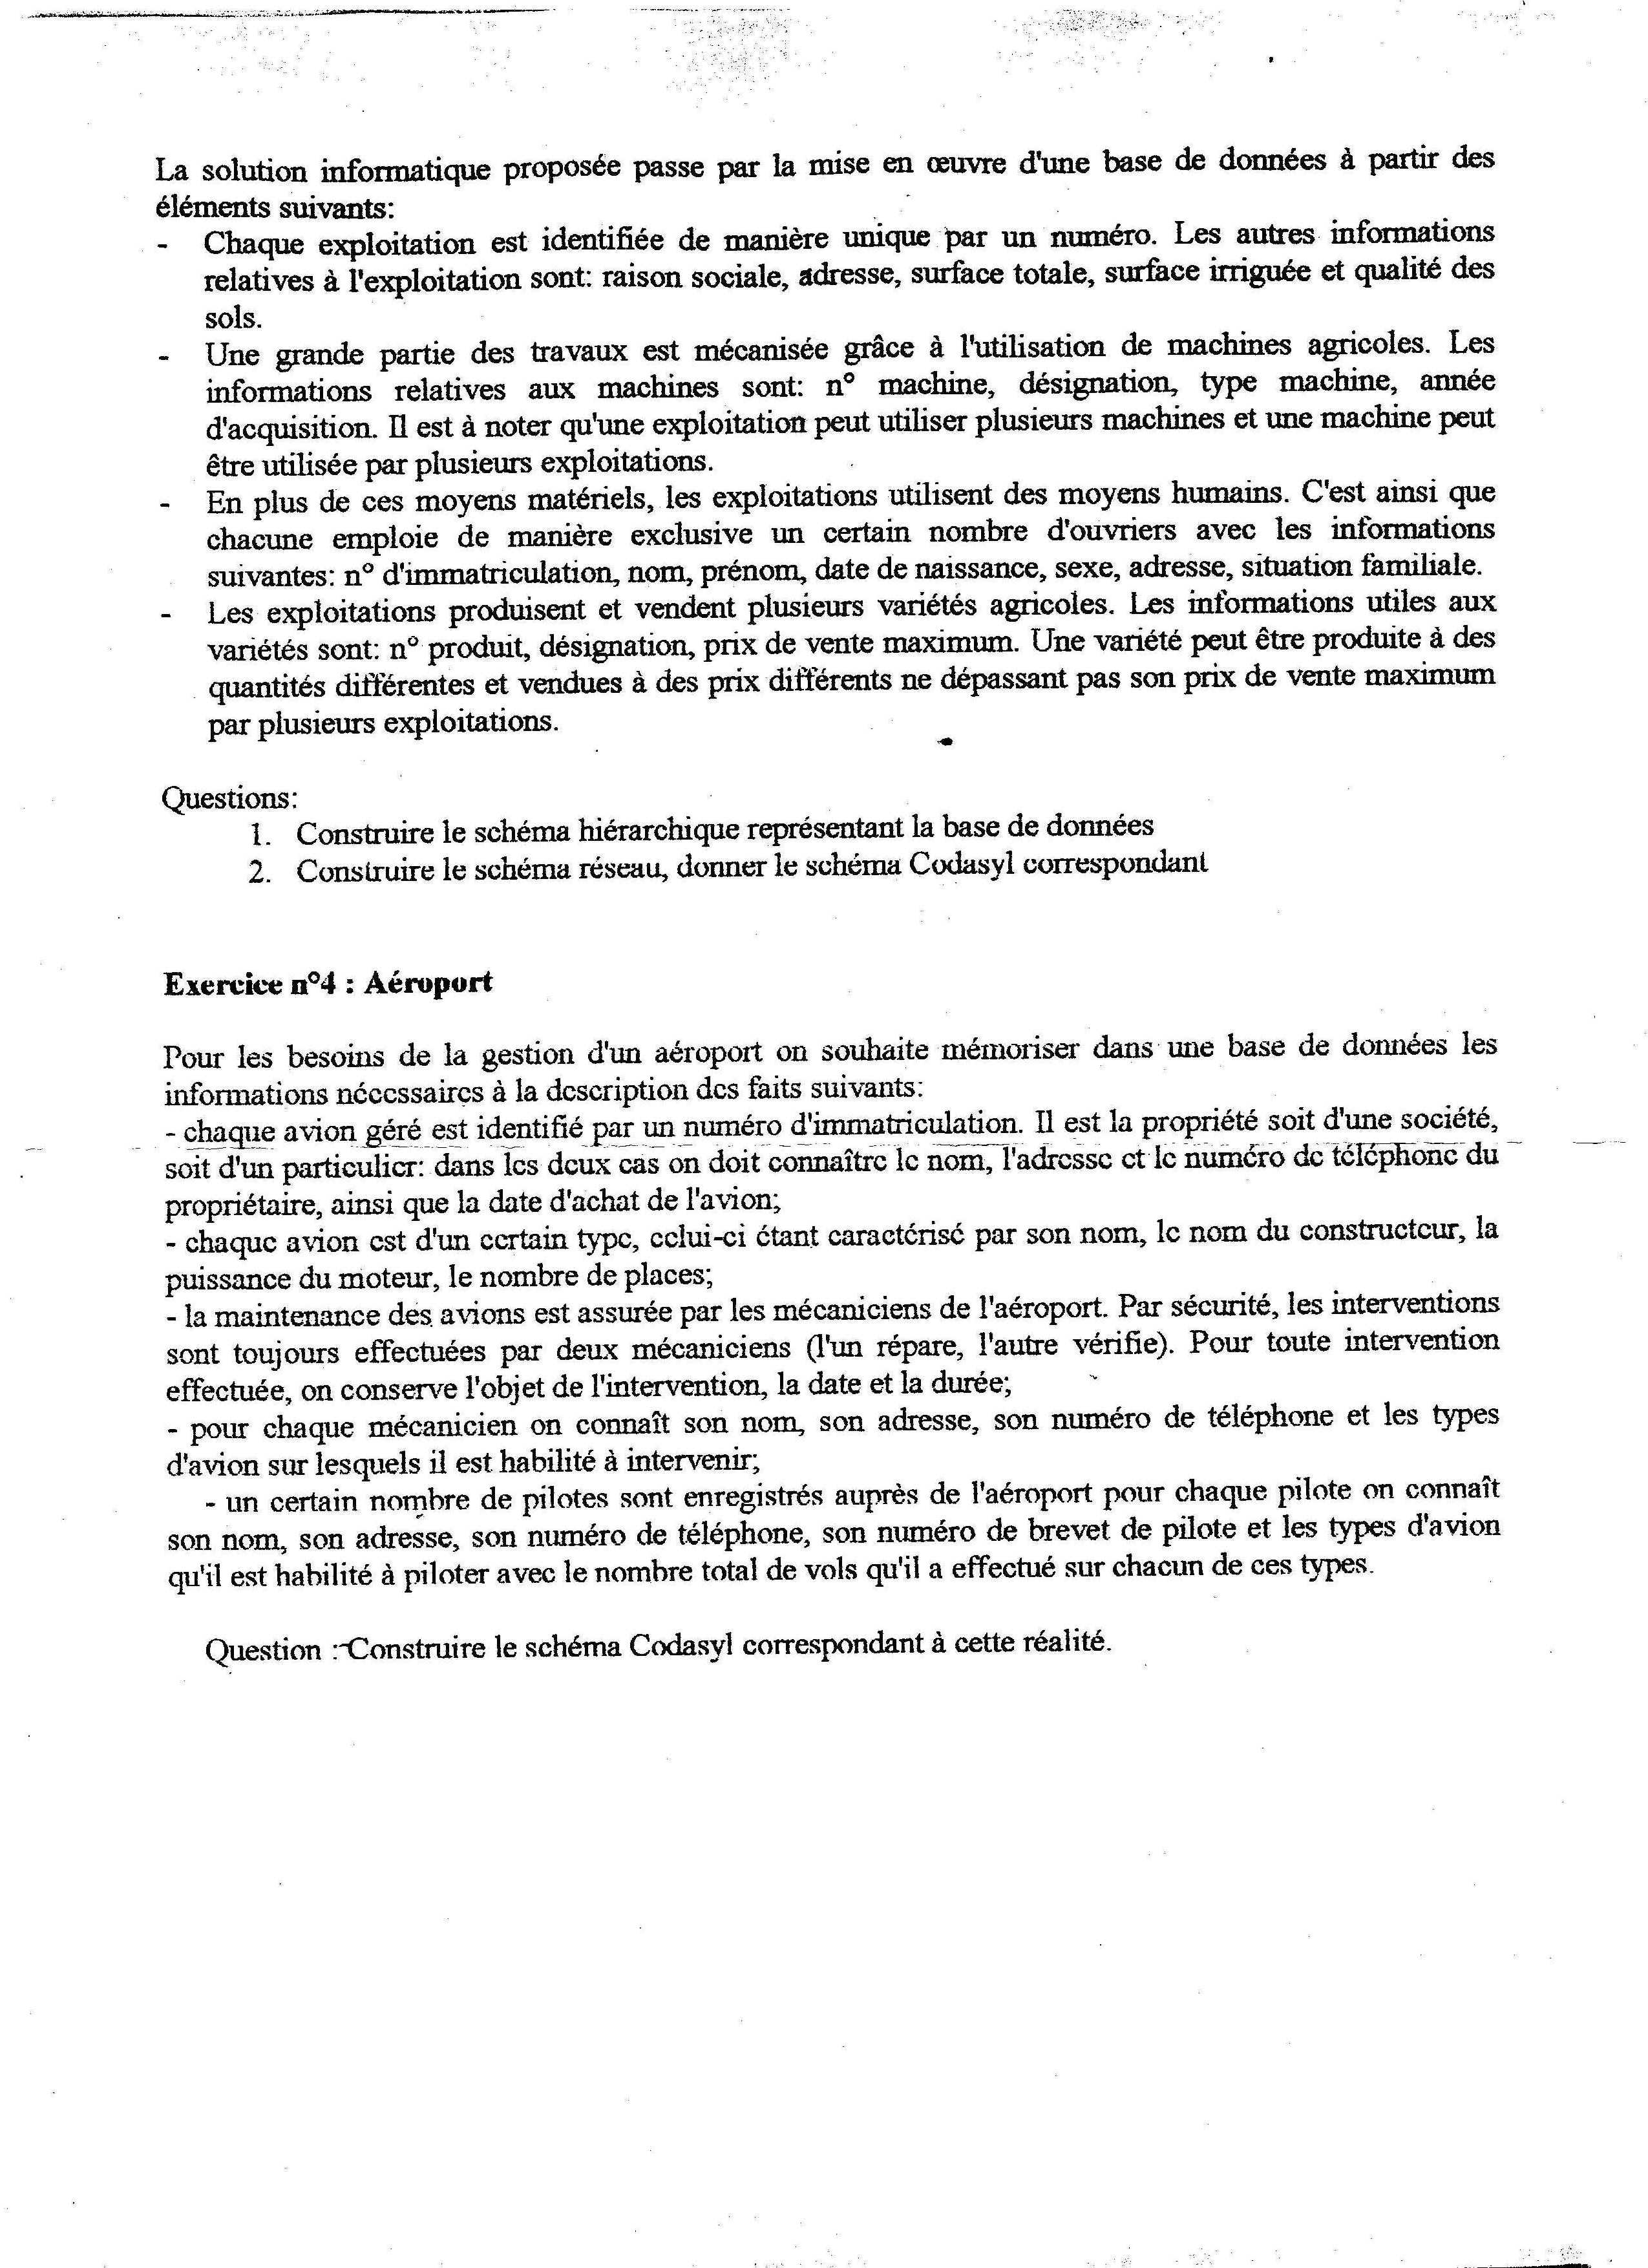 La solution informatique proposée passe par la mise en œuvre d'une base de données à partir des
éléments suivants:
- Chaque exploitation est identifiée de manière unique par un numéro. Les autres informations
relatives à l'exploitation sont: raison sociale, adresse, surface totale, surface irriguée et qualité des
sols.
- Une grande partie des travaux est mécanisée grâce à l'utilisation de machines agricoles. Les
informations relatives aux machines sont: n° machine, désignation, type machine, année
d'acquisition. Il est à noter qu'une exploitation peut utiliser plusieurs machines et une machine peut
être utilisée par plusieurs exploitations.
- En plus de ces moyens matériels, les exploitations utilisent des moyens humains. C'est ainsi que
chacune emploie de manière exclusive un certain nombre d'ouvriers avec les informations
suivantes: n° d'immatriculation, nom, prénom, date de naissance, sexe, adresse, situation familiale.
- Les exploitations produisent et vendent plusieurs variétés agricoles. Les informations utiles aux
variétés sont: n° produit, désignation, prix de vente maximum. Une variété peut être produite à des
quantités différentes et vendues à des prix différents ne dépassant pas son prix de vente maximum
par plusieurs exploitations.
Questions:
1. Construire le schéma hiérarchique représentant la base de données
2. Construire le schéma réseau, donner le schéma Codasyl correspondant
Exercice n°4 : Aéroport
Pour les besoins de la gestion d'un aéroport on souhaite mémoriser dans une base de données les
informations nécessaires à la description des faits suivants:
- chaque avion géré est identifié par un numéro d'immatriculation. Il est la propriété soit d'une société,
soit d'un particulier: dans les deux cas on doit connaître le nom, l'adresse et le numéro de téléphone du
propriétaire, ainsi que la date d'achat de l'avion;
- chaque avion est d'un certain type, celui-ci étant caractérisé par son nom, le nom du constructeur, la
puissance du moteur, le nombre de places;
- la maintenance des avions est assurée par les mécaniciens de l'aéroport. Par sécurité, les interventions
sont toujours effectuées par deux mécaniciens (l'un répare, l'autre vérifie). Pour toute intervention
effectuée, on conserve l'objet de l'intervention, la date et la durée;
- pour chaque mécanicien on connaît son nom, son adresse, son numéro de téléphone et les types
d'avion sur lesquels il est habilité à intervenir;
- un certain nombre de pilotes sont enregistrés auprès de l'aéroport pour chaque pilote on connaît
son nom, son adresse, son numéro de téléphone, son numéro de brevet de pilote et les types d'avion
qu'il est habilité à piloter avec le nombre total de vols qu'il a effectué sur chacun de ces types.
Question : Construire le schéma Codasyl correspondant à cette réalité.